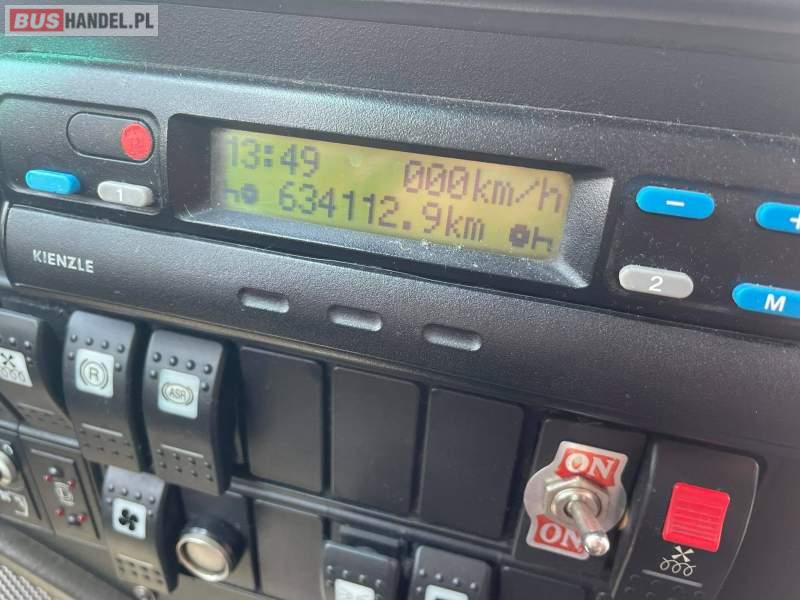 BUSHANDEL.PL
13:49 000km/h
634112.9km
1
2
M
KIENZLE
R
ASR
ON
ON